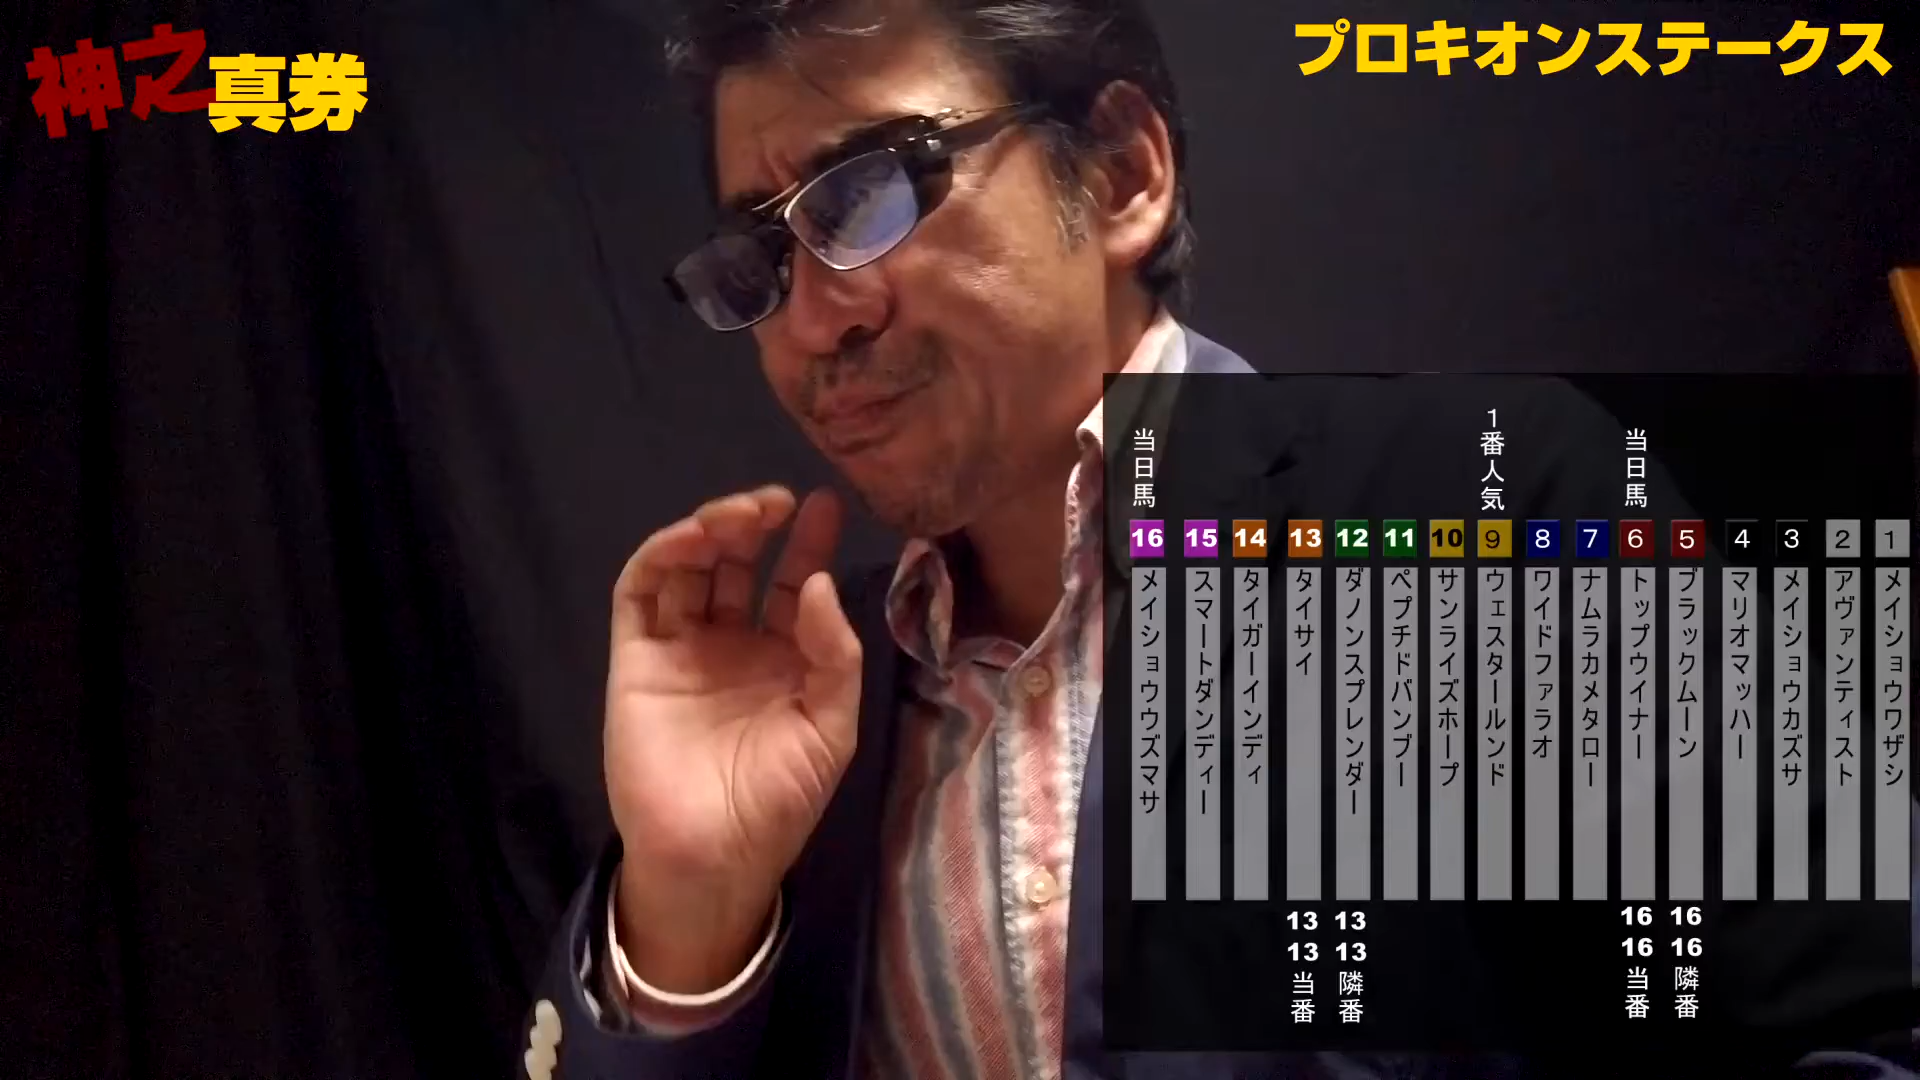 神之真券
プロキオンステークス
当日馬
1番人気
当日馬
16 15 14 13 12 11 10 9 8 7 6 5 4 3 2 1
メイショウワザシ
アヴァンティスト
メイショウカズサ
マリオマッハー
ブラックムーン
トップウイナー
ナムラカメタロー
ワイドファラオ
ウェスタールンド
サンライズホープ
ペプチドバンブー
ダノンスプレンダー
タイサイ
タイガーインディ
スマートダンディー
メイショウウズマサ
13 13 当番
13 13 隣番
16 16 当番
16 16 隣番